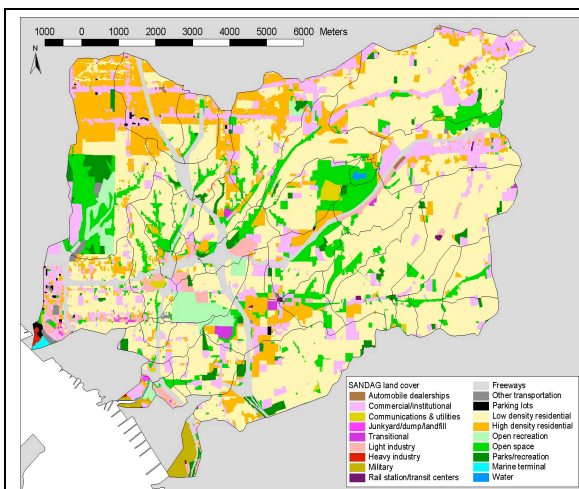 1000 0 1000 2000 3000 4000 5000 6000 Meters
N
SANDAG land cover
Automobile dealerships
Commercial/institutional
Communications & utilities
Junkyard/dump/landfill
Transitional
Light industry
Heavy industry
Military
Rail station/transit centers
Freeways
Other transportation
Parking lots
Low density residential
High density residential
Open recreation
Open space
Parks/recreation
Marine terminal
Water